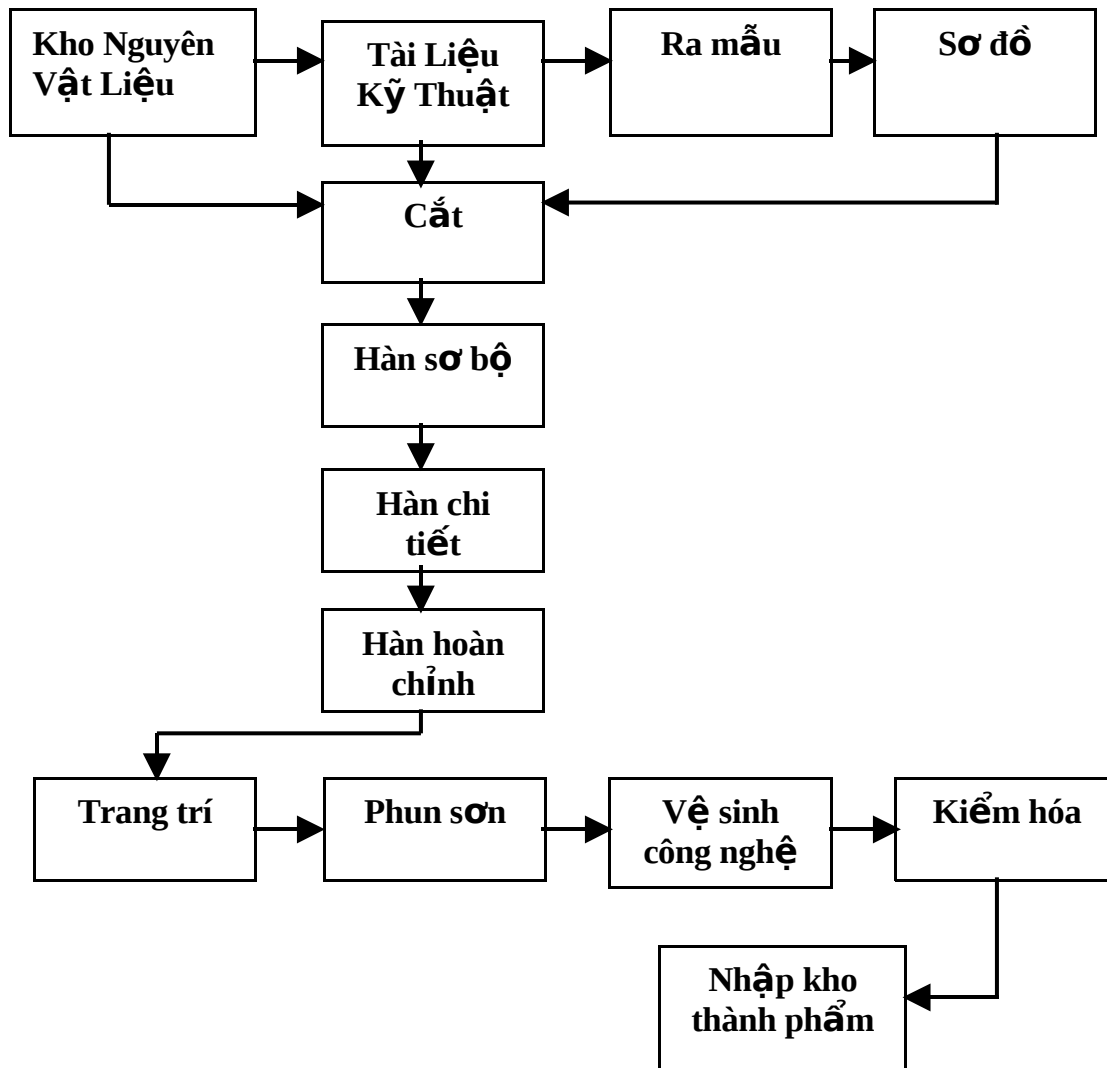 Kho Nguyên
Vật Liệu
Tài Liệu
Kỹ Thuật
Ra mẫu
Sơ đồ
Cắt
Hàn sơ bộ
Hàn chi
tiết
Hàn hoàn
chỉnh
Trang trí
Phun sơn
Vệ sinh
công nghệ
Kiểm hóa
Nhập kho
thành phẩm